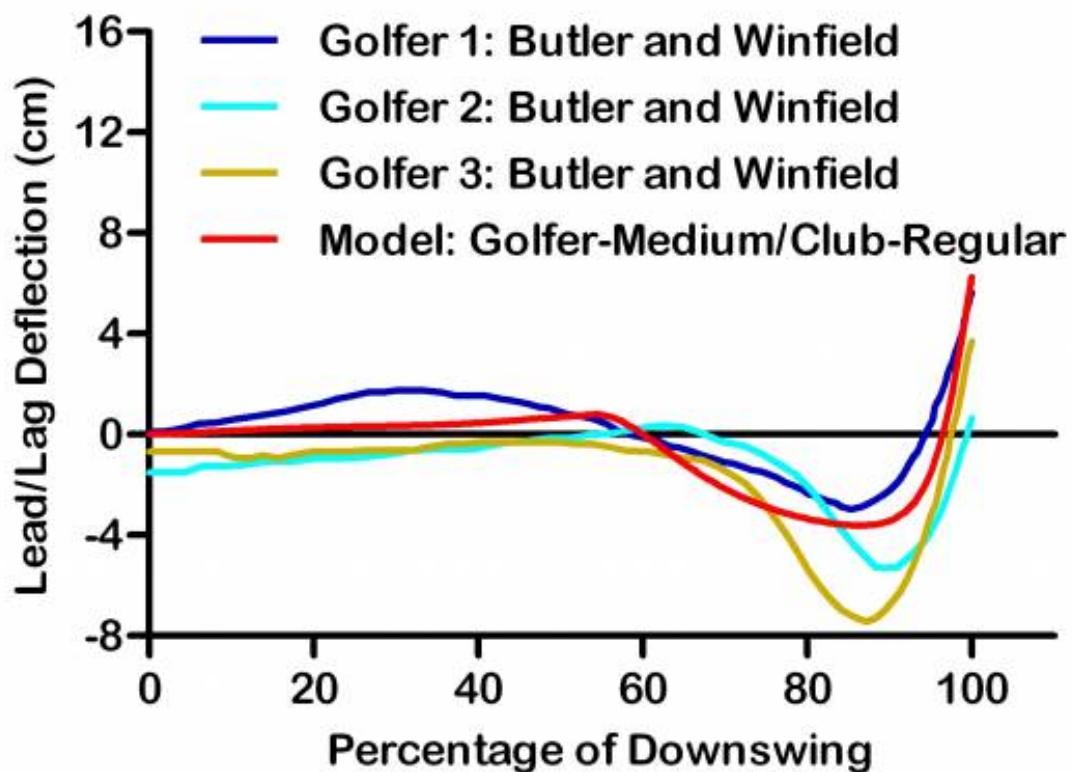 16
12
8
4
0
-4
-8
Lead/Lag Deflection (cm)
Golfer 1: Butler and Winfield
Golfer 2: Butler and Winfield
Golfer 3: Butler and Winfield
Model: Golfer-Medium/Club-Regular
0 20 40 60 80 100
Percentage of Downswing